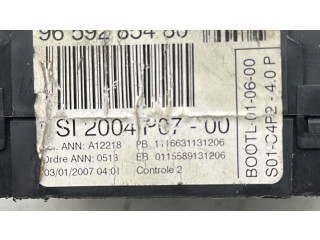 96 592 854 80
SI 2004 P07 - 00
ANN: A12218 PB 1116631131206
Ordre ANN: 0513 EB 0115589131206
03/01/2007 04:01 Controle 2
BOOTL-01-06-00
S01-C4P2 - 4.0 P